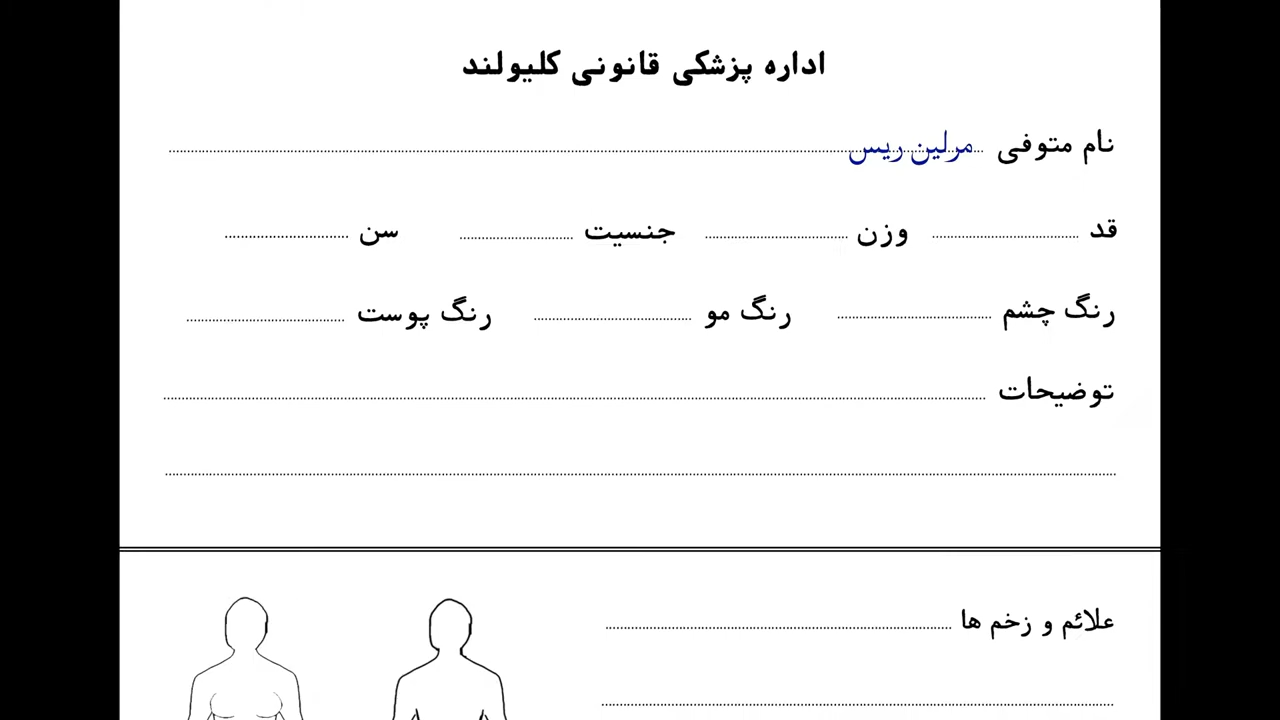 اداره پزشکی قانونی کلیولند
نام متوفی مرلین ریس
قد وزن جنسیت سن
رنگ چشم رنگ مو رنگ پوست
توضیحات
علائم و زخم ها